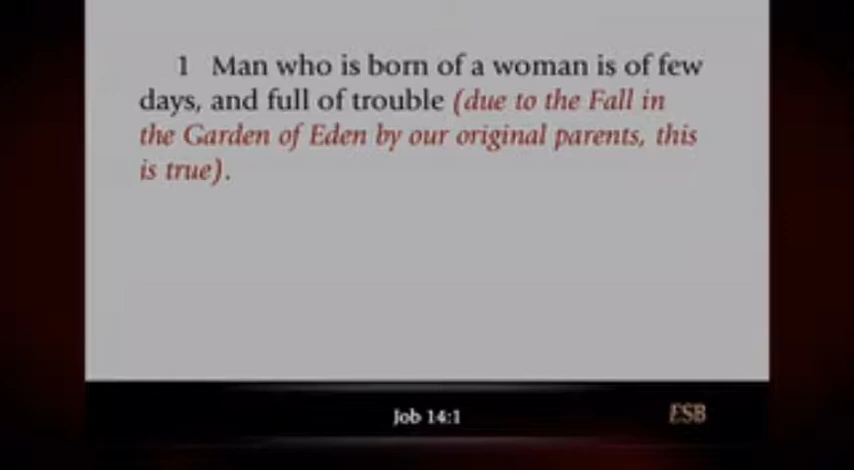 1 Man who is born of a woman is of few
days, and full of trouble (due to the Fall in
the Garden of Eden by our original parents, this
is true).
Job 14:1
ESB